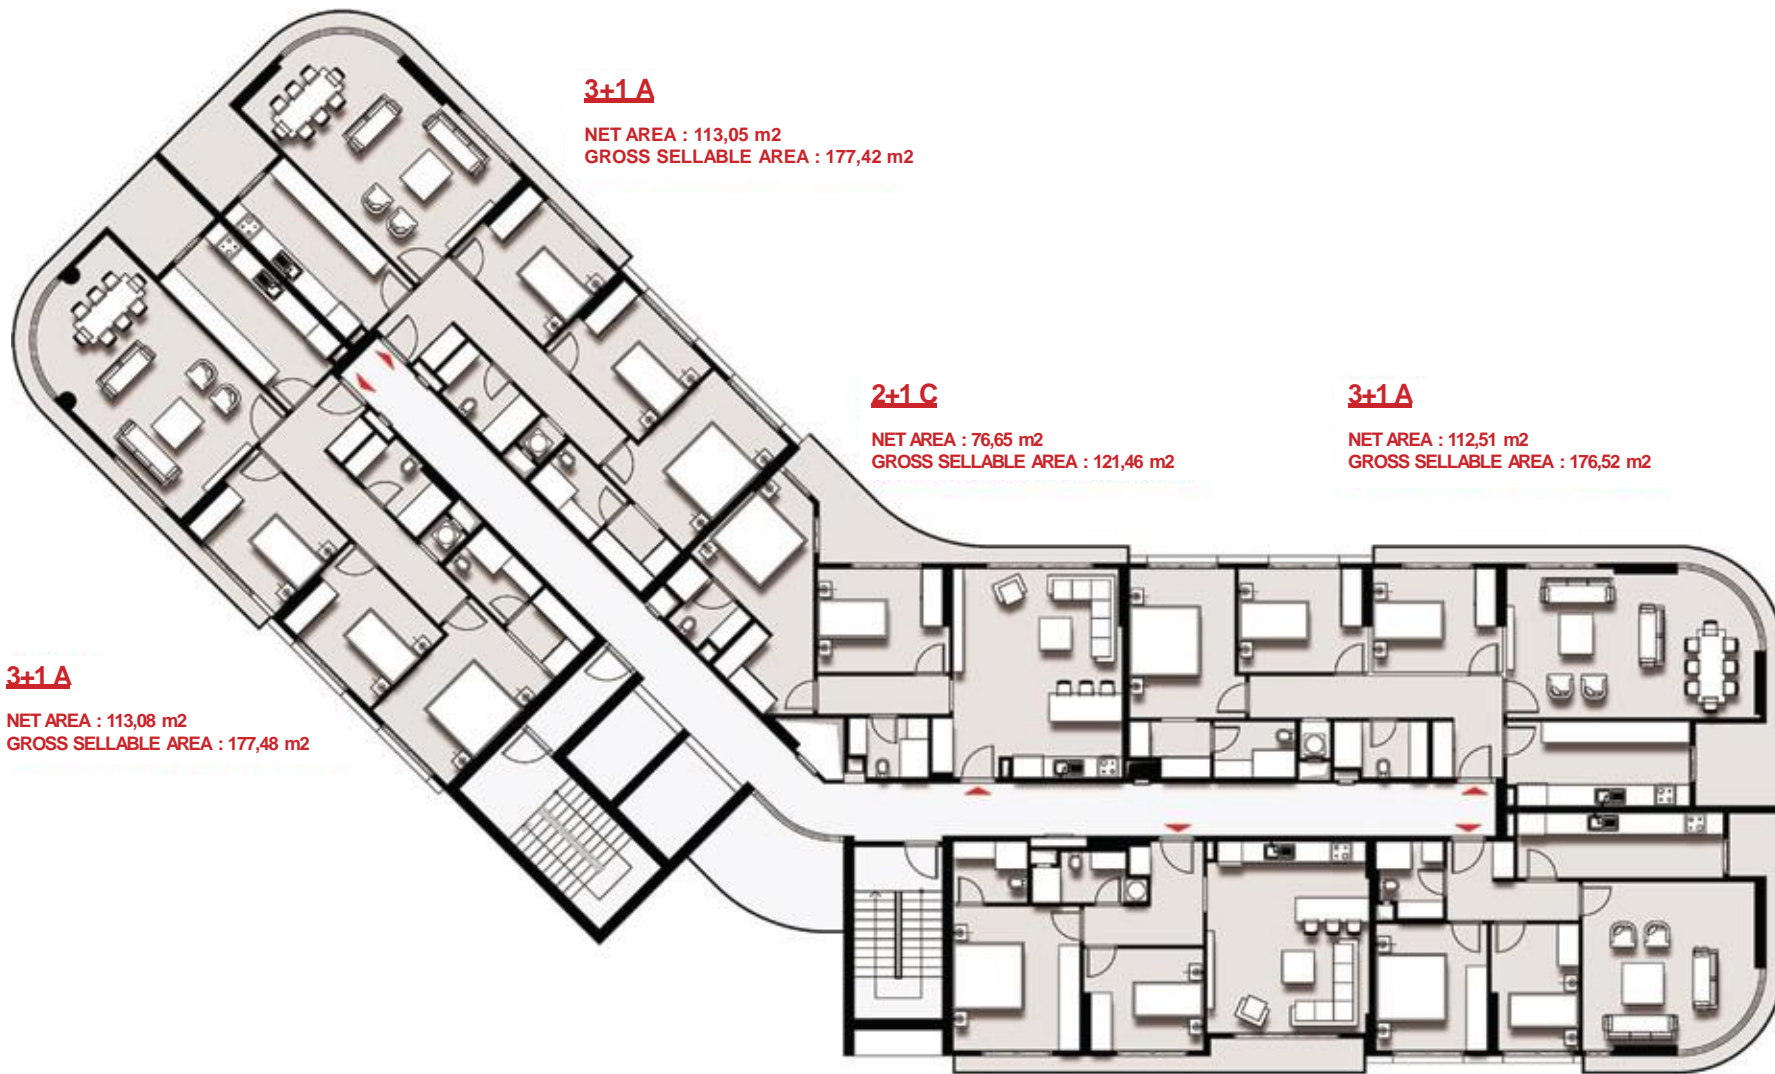 3+1 A
NET AREA : 113,05 m2
GROSS SELLABLE AREA : 177,42 m2
2+1 C
NET AREA : 76,65 m2
GROSS SELLABLE AREA : 121,46 m2
3+1 A
NET AREA : 112,51 m2
GROSS SELLABLE AREA : 176,52 m2
3+1 A
NET AREA : 113,08 m2
GROSS SELLABLE AREA : 177,48 m2